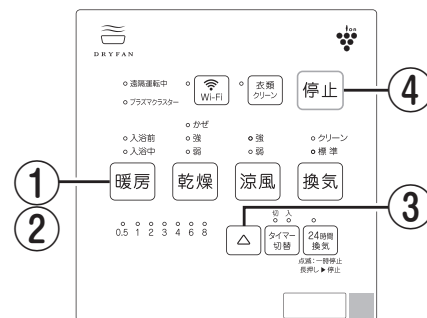 DRYFAN
ion
遠隔運転中
プラズマクラスター
Wi-Fi
衣類
クリーン
停止
④
入浴前
入浴中
かぜ
強
弱
強
弱
クリーン
標準
①
②
暖房
乾燥
涼風
換気
③
0.5 1 2 3 4 6 8
△
切 入
タイマー
切替
24時間
換気
点滅:一時停止
長押し▶停止